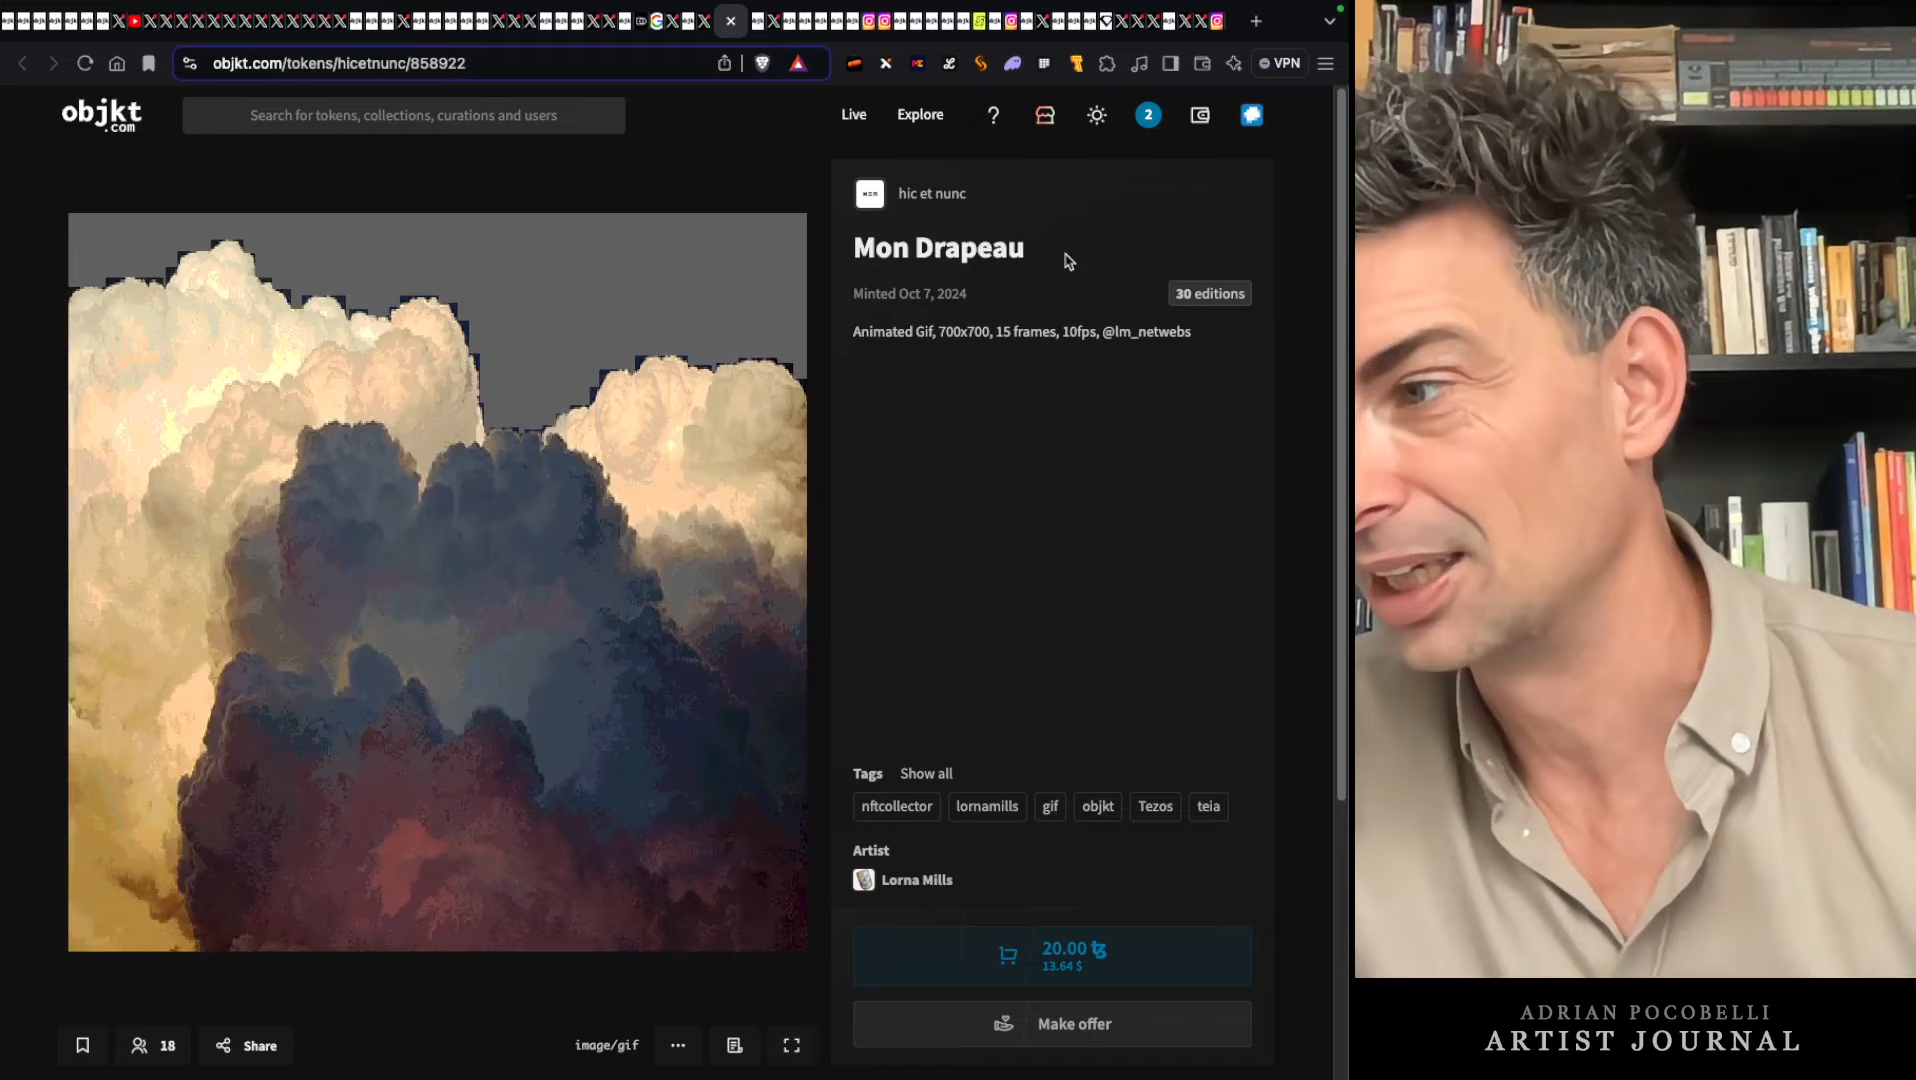 objkt.com/tokens/hicetnunc/858922
VPN
objkt
.com
Search for tokens, collections, curations and users
Live
Explore
?
2
HEN
hic et nunc
Mon Drapeau
Minted Oct 7, 2024
30 editions
Animated Gif, 700x700, 15 frames, 10fps, @lm_netwebs
Tags
Show all
nftcollector
lornamills
gif
objkt
Tezos
teia
Artist
Lorna Mills
20.00 ꜩ
13.64 $
Make offer
18
Share
image/gif
ADRIAN POCOBELLI
ARTIST JOURNAL